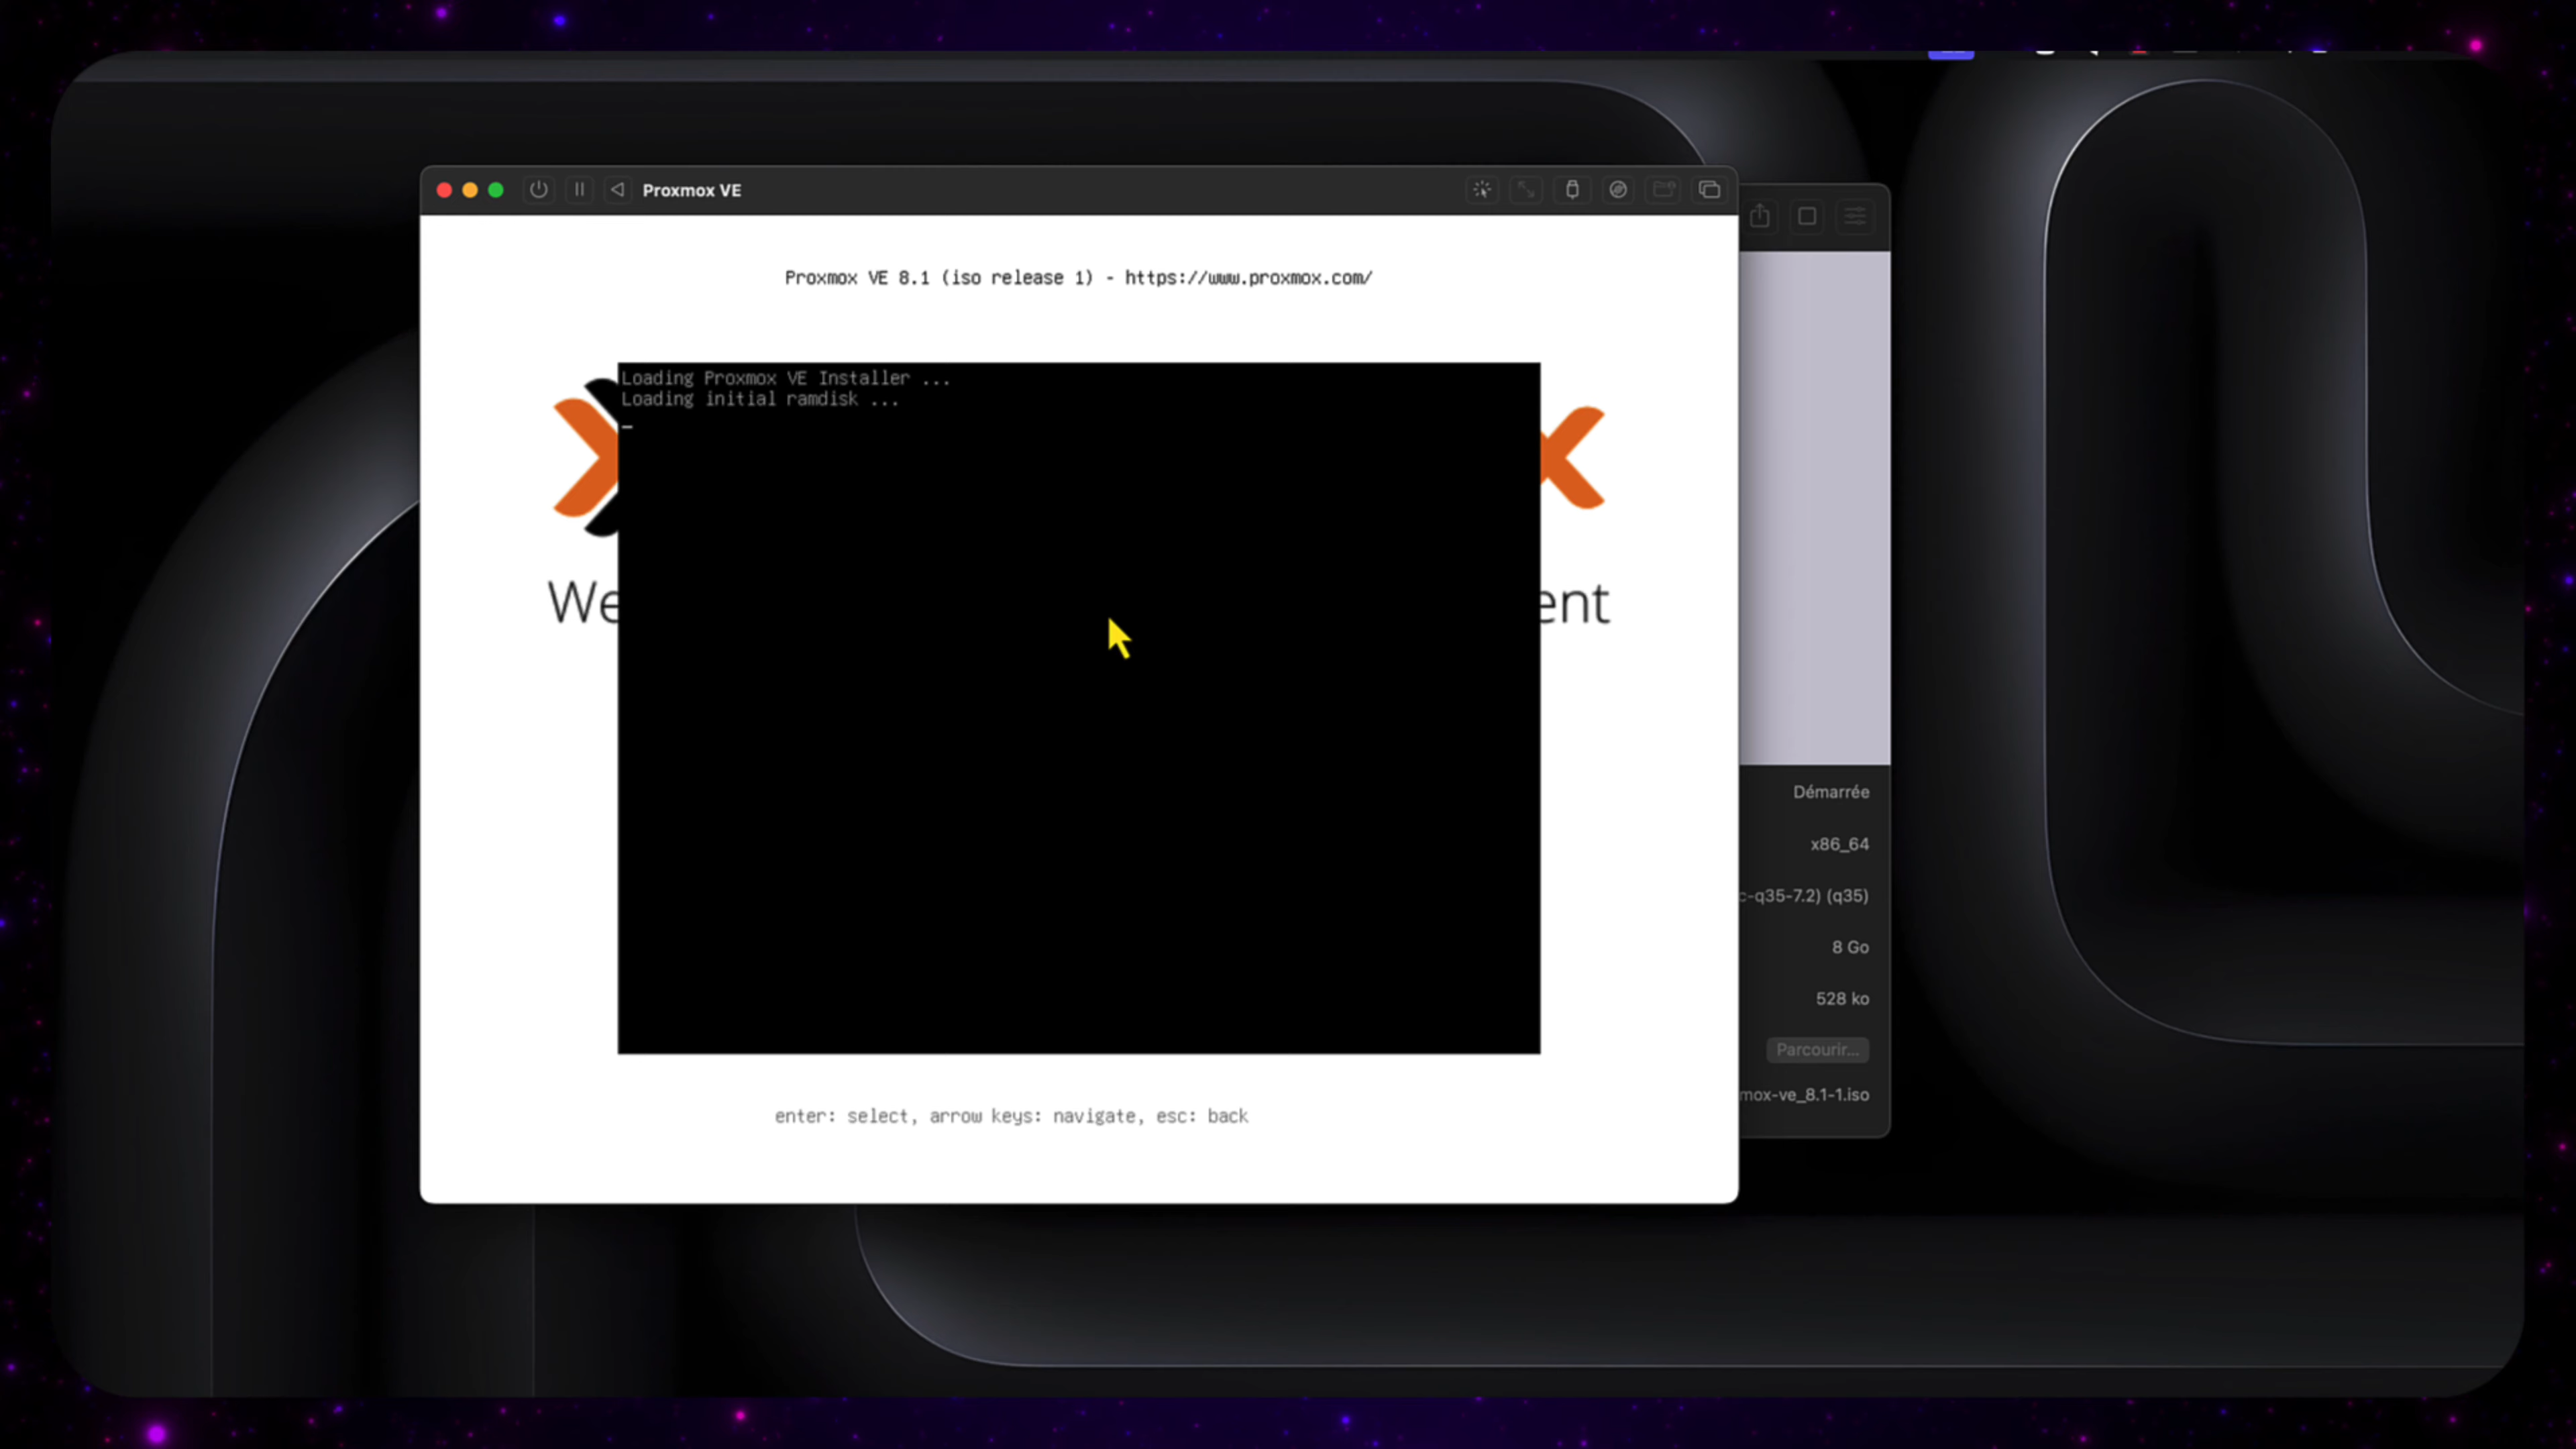 Proxmox VE
Proxmox VE 8.1 (iso release 1) - https://www.proxmox.com/
Loading Proxmox VE Installer ...
Loading initial ramdisk ...
We
ent
enter: select, arrow keys: navigate, esc: back
Démarrée
x86_64
c-q35-7.2) (q35)
8 Go
528 ko
Parcourir...
mox-ve_8.1-1.iso